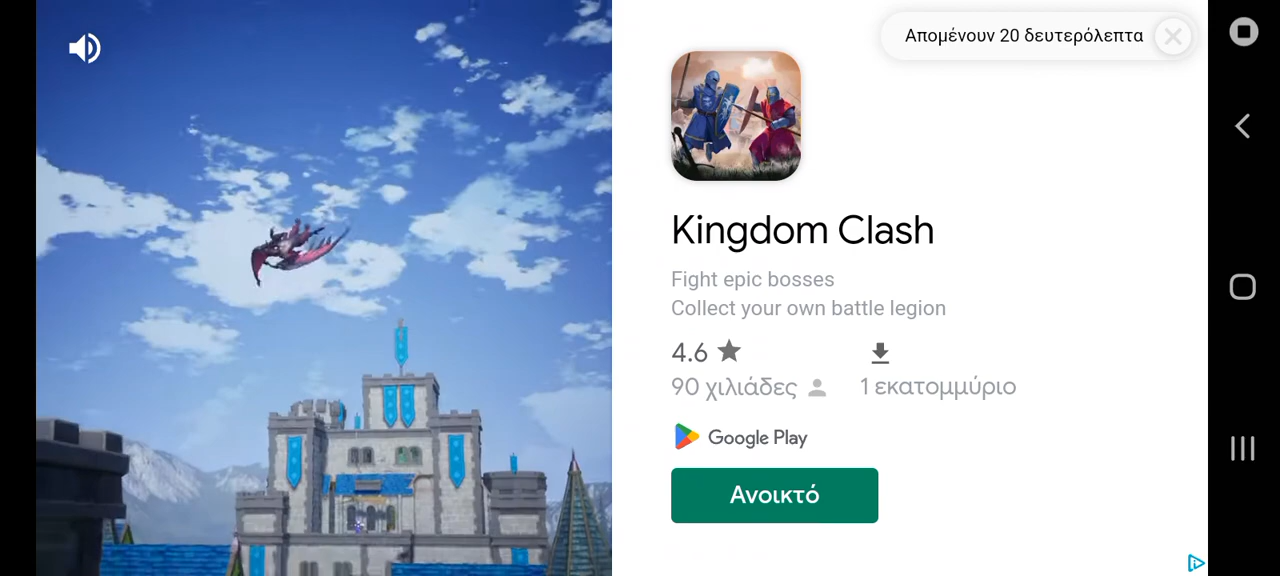 Απομένουν 20 δευτερόλεπτα
Kingdom Clash
Fight epic bosses
Collect your own battle legion
4.6
90 χιλιάδες
1 εκατομμύριο
Google Play
Ανοικτό